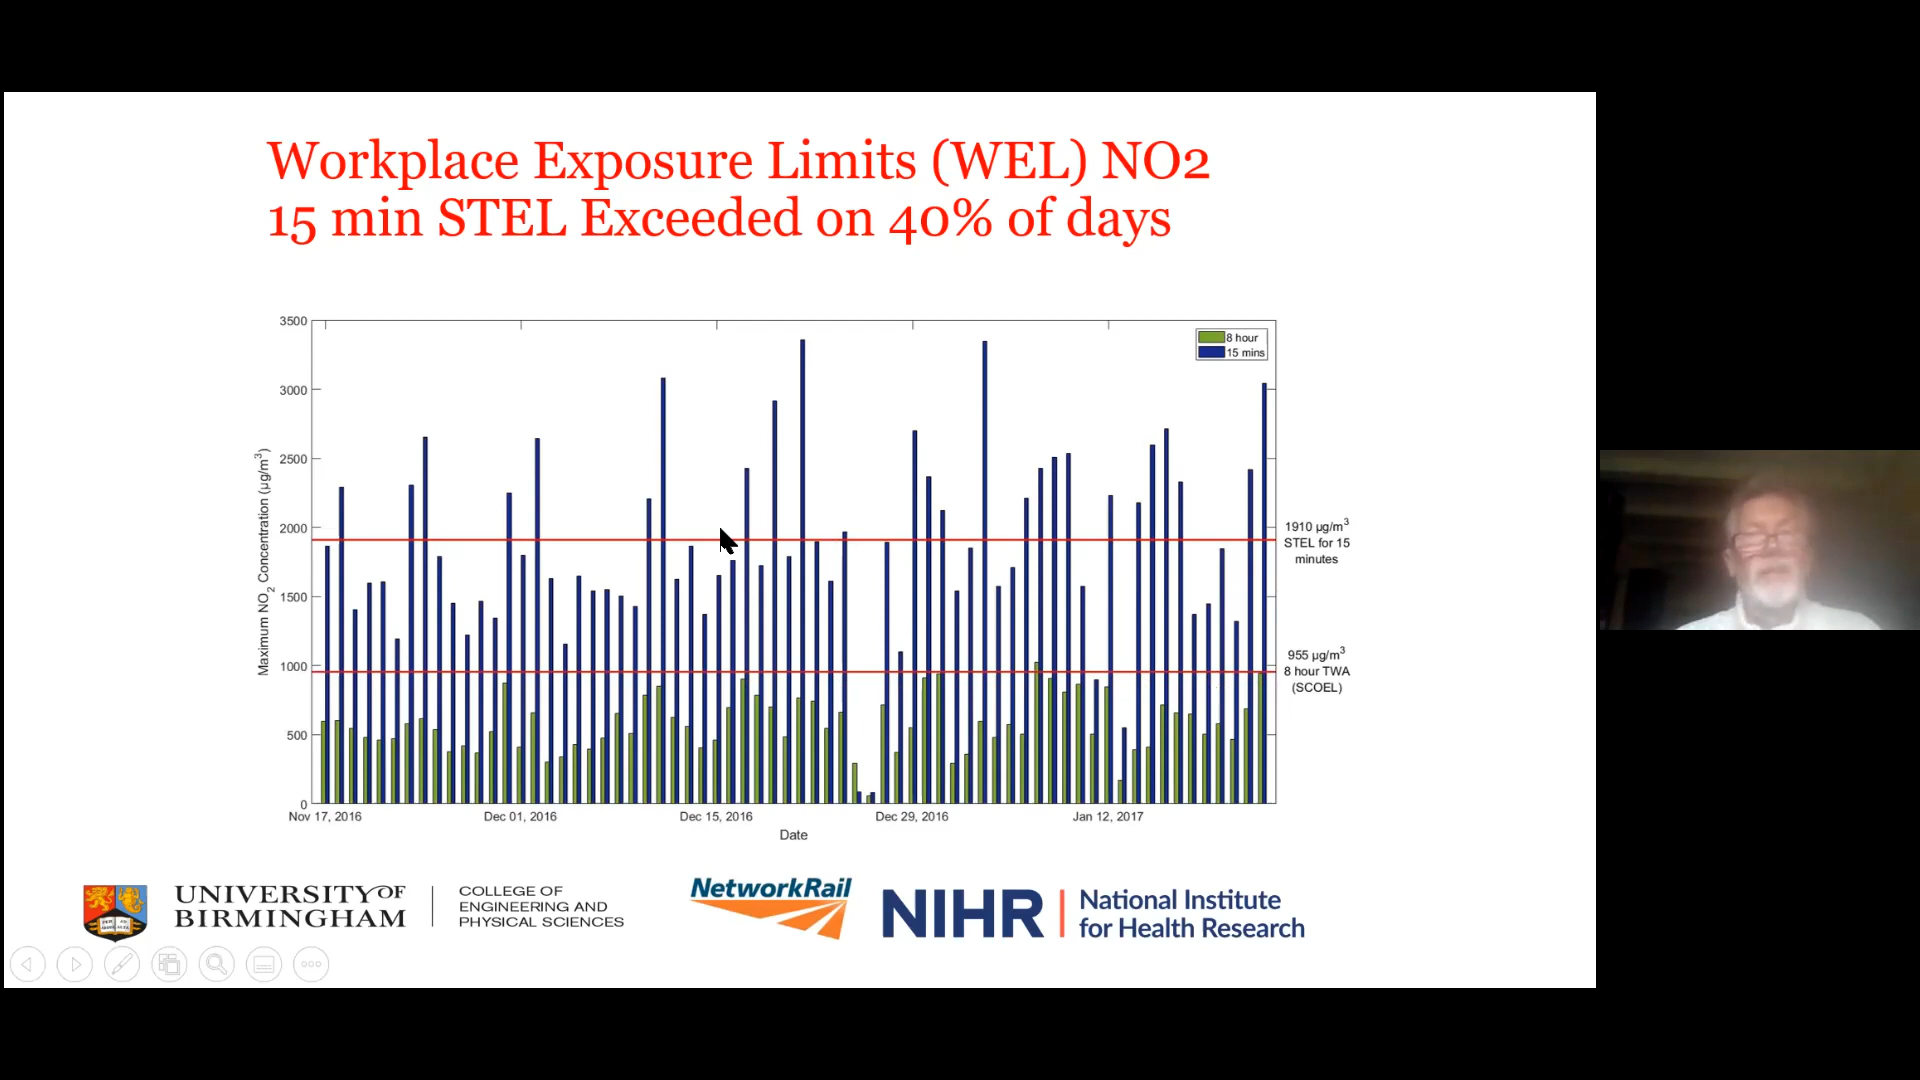 Workplace Exposure Limits (WEL) NO2
15 min STEL Exceeded on 40% of days
3500
3000
2500
2000
1500
1000
500
0
Maximum NO2 Concentration (µg/m3)
8 hour
15 mins
1910 µg/m3
STEL for 15
minutes
955 µg/m3
8 hour TWA
(SCOEL)
Nov 17, 2016
Dec 01, 2016
Dec 15, 2016
Dec 29, 2016
Jan 12, 2017
Date
UNIVERSITY OF
BIRMINGHAM
COLLEGE OF
ENGINEERING AND
PHYSICAL SCIENCES
NetworkRail
NIHR
National Institute
for Health Research